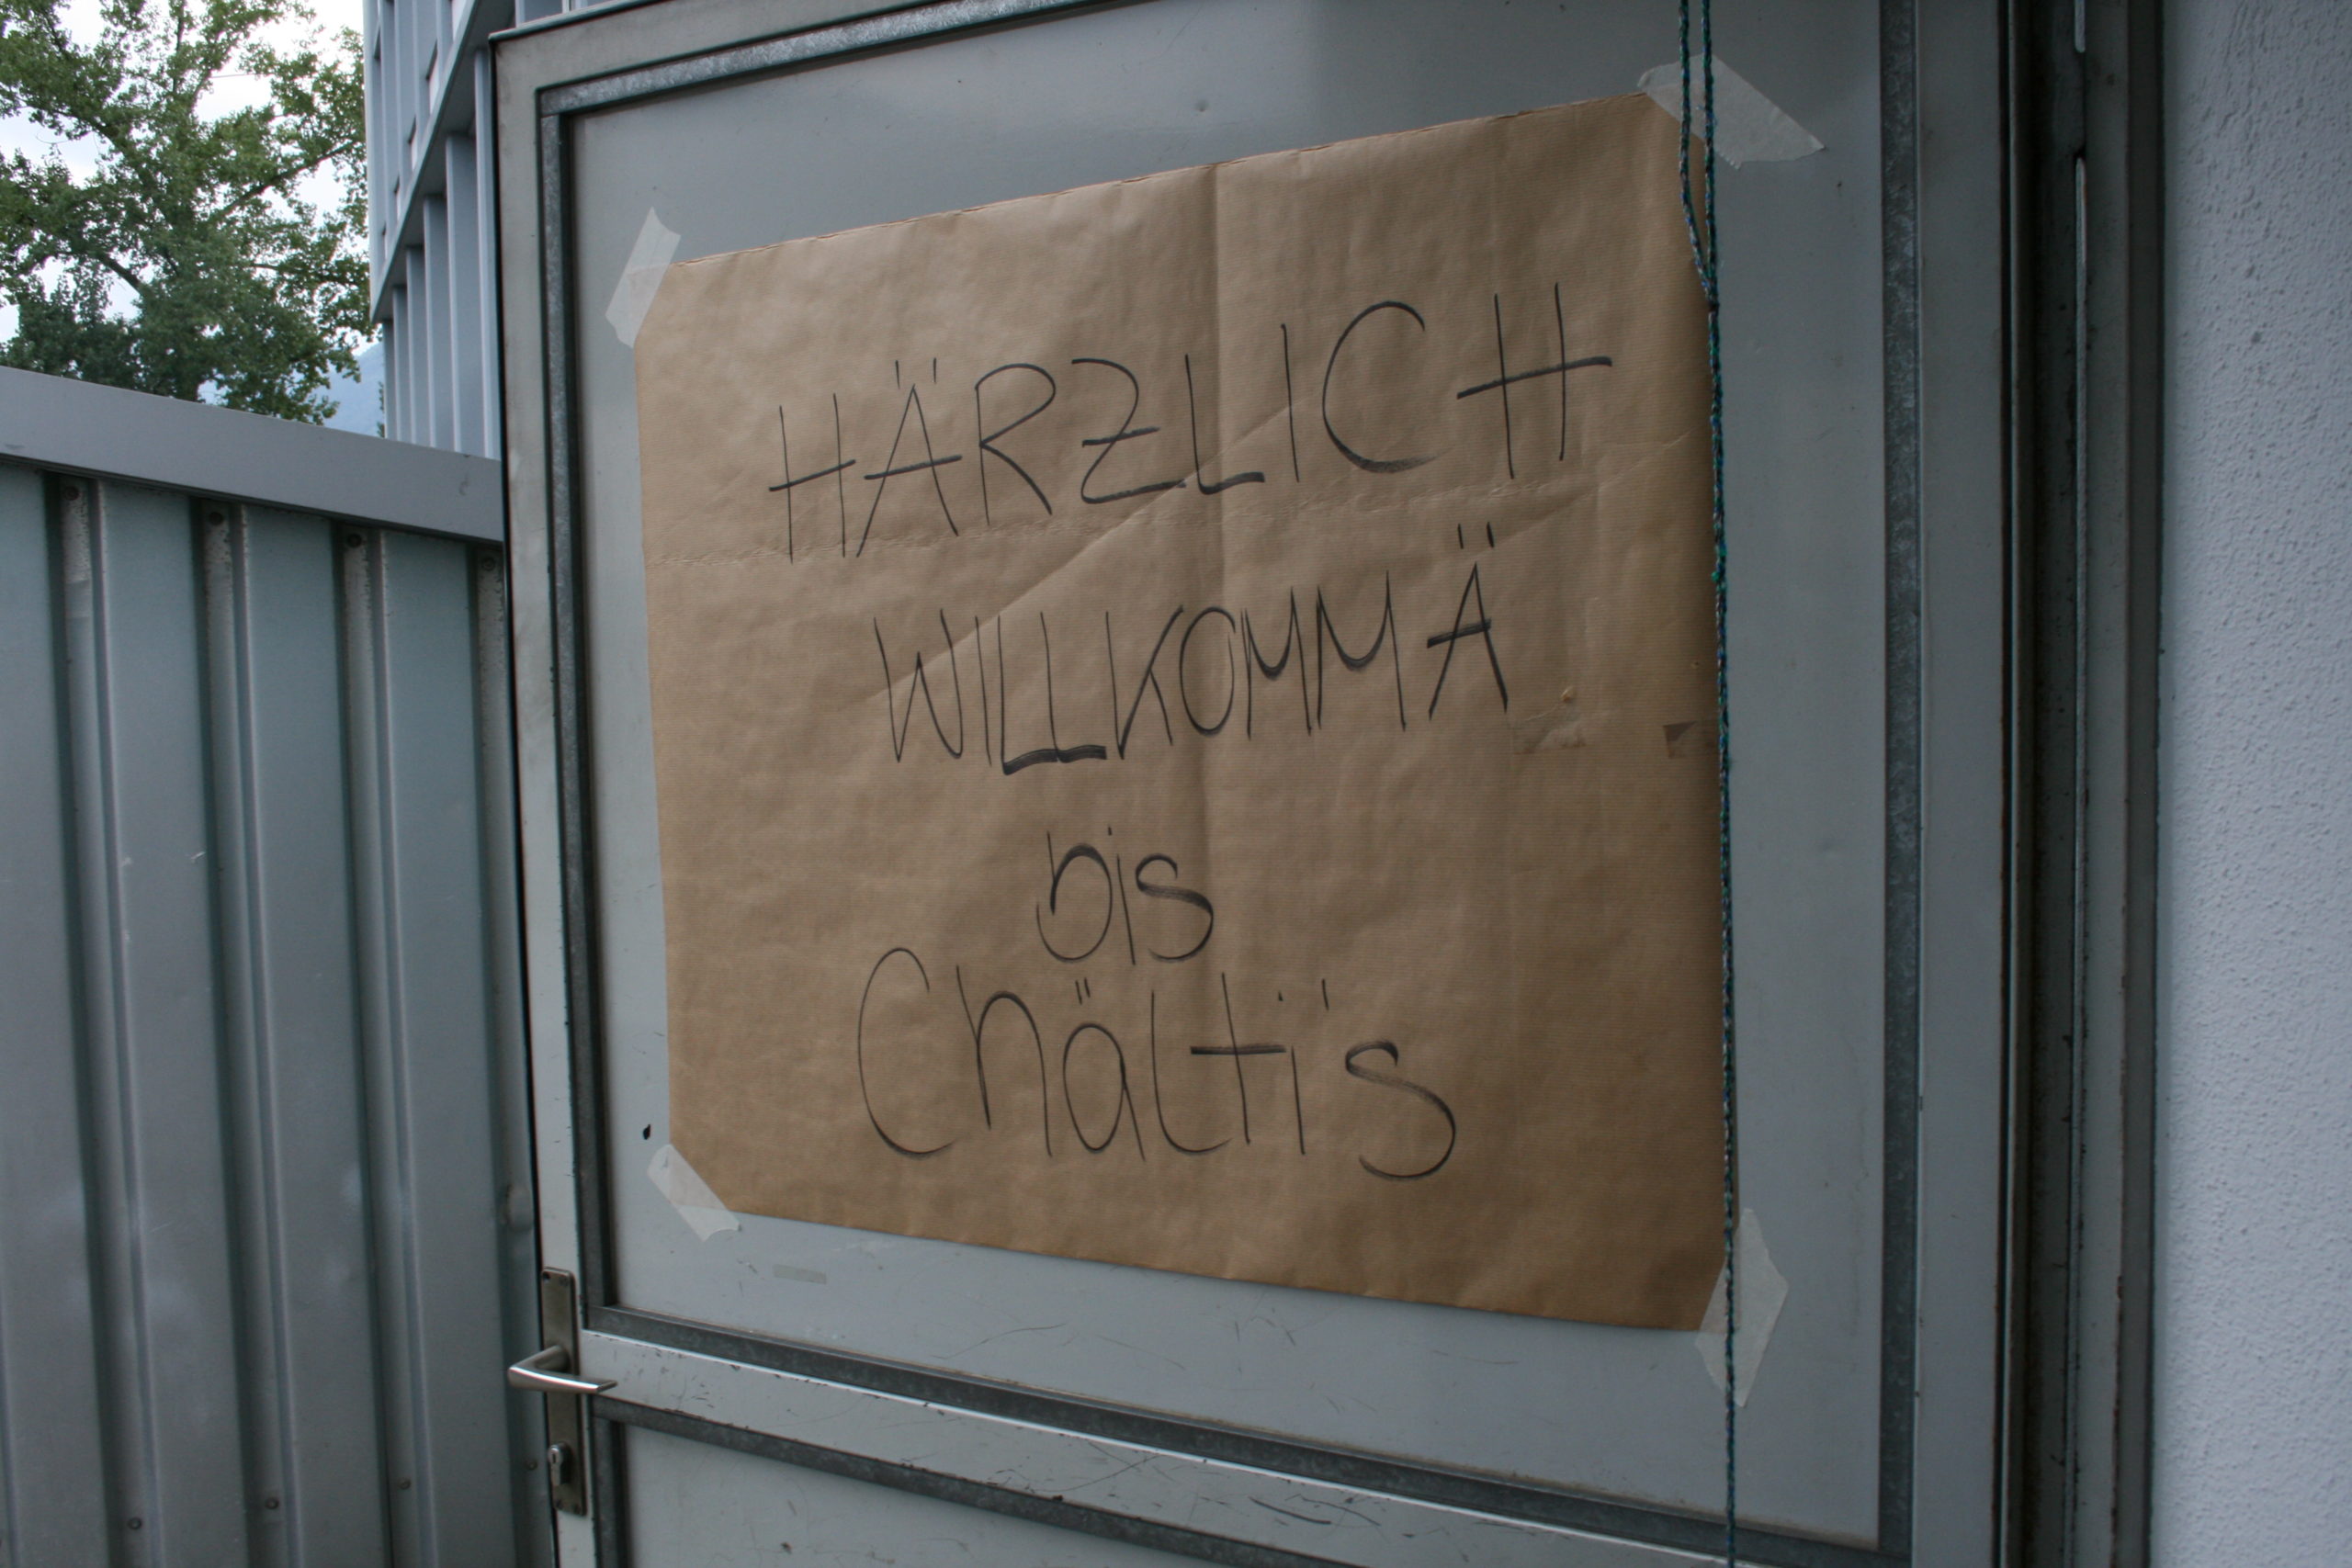 HÄRZLICH
WILLKOMMÄ
bis
Chälti's